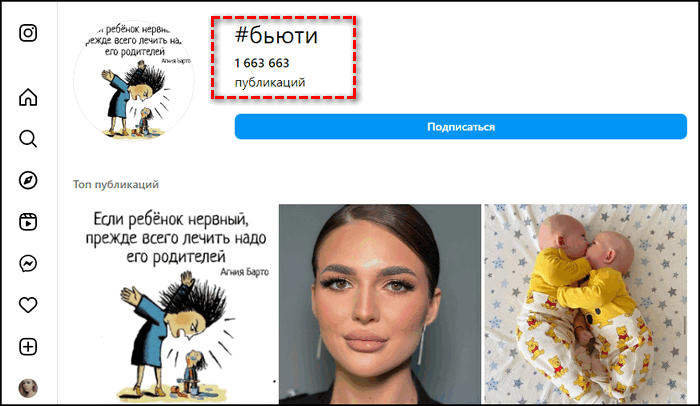 Если ребёнок нервный,
прежде всего лечить надо
его родителей
Агния Барто
#бьюти
1 663 663
публикаций
Подписаться
Топ публикаций
Если ребёнок нервный,
прежде всего лечить надо
его родителей
Агния Барто